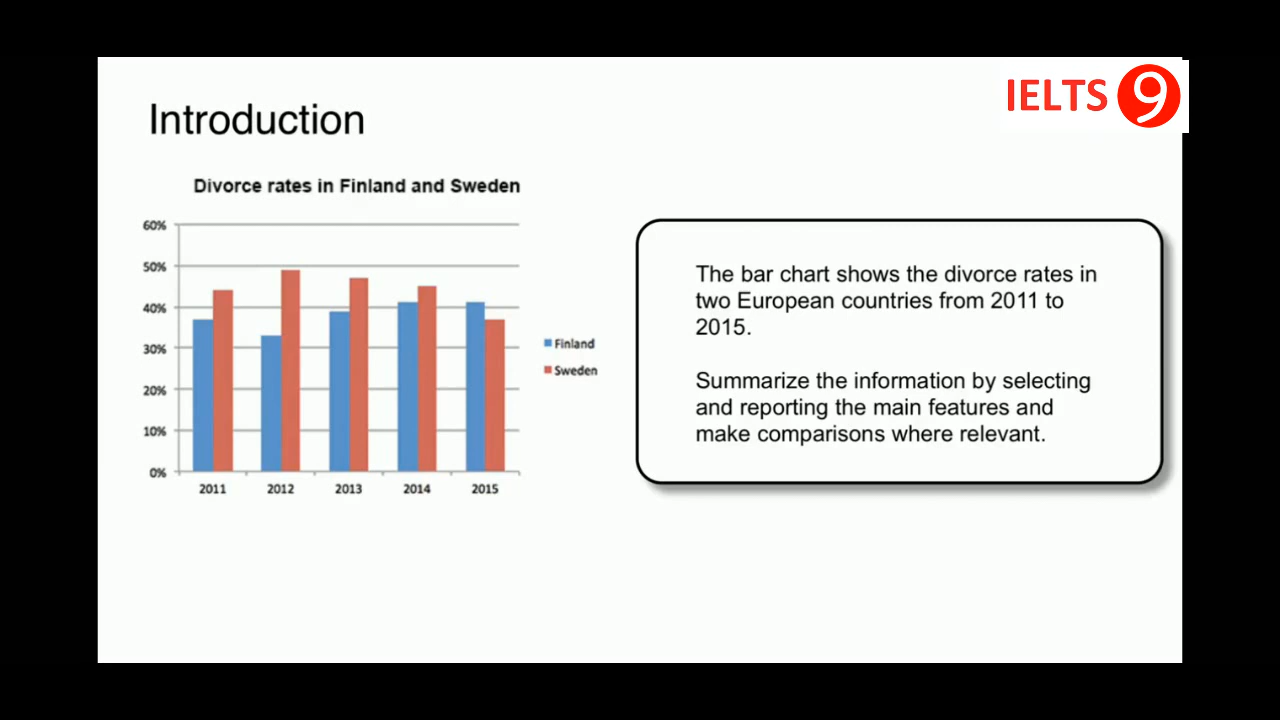 IELTS 9
Introduction
Divorce rates in Finland and Sweden
60%
50%
40%
30%
20%
10%
0%
2011 2012 2013 2014 2015
Finland
Sweden
The bar chart shows the divorce rates in
two European countries from 2011 to
2015.
Summarize the information by selecting
and reporting the main features and
make comparisons where relevant.